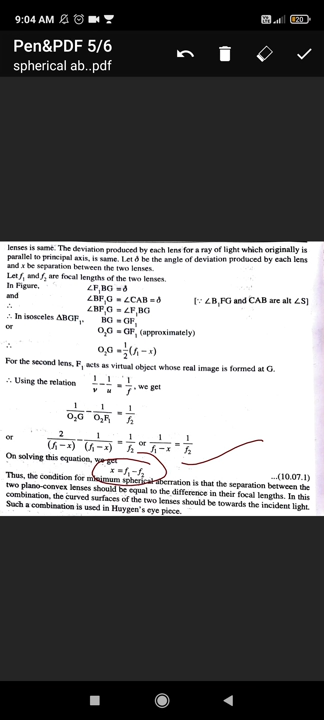 9:04 AM
20
Pen&PDF 5/6
spherical ab..pdf
lenses is same. The deviation produced by each lens for a ray of light which originally is
parallel to principal axis, is same. Let δ be the angle of deviation produced by each lens
and x be separation between the two lenses.
Let f₁ and f₂ are focal lengths of the two lenses.
In Figure, ∠F₁BG = δ
and ∠BF₁G = ∠CAB = δ [∵ ∠B₁FG and CAB are alt ∠S]
∴ ∠BF₁G = ∠F₁BG
∴ In isosceles ΔBGF₁, BG = GF₁
or O₂G = GF₁ (approximately)
∴ O₂G = 1/2 (f₁ − x)
For the second lens, F₁ acts as virtual object whose real image is formed at G.
∴ Using the relation 1/v − 1/u = 1/f, we get
1/O₂G − 1/O₂F₁ = 1/f₂
or 2/(f₁ − x) − 1/(f₁ − x) = 1/f₂ or 1/f₁ − x = 1/f₂
On solving this equation, we get
x = f₁ − f₂ ...(10.07.1)
Thus, the condition for minimum spherical aberration is that the separation between the
two plano-convex lenses should be equal to the difference in their focal lengths. In this
combination, the curved surfaces of the two lenses should be towards the incident light.
Such a combination is used in Huygen's eye piece.